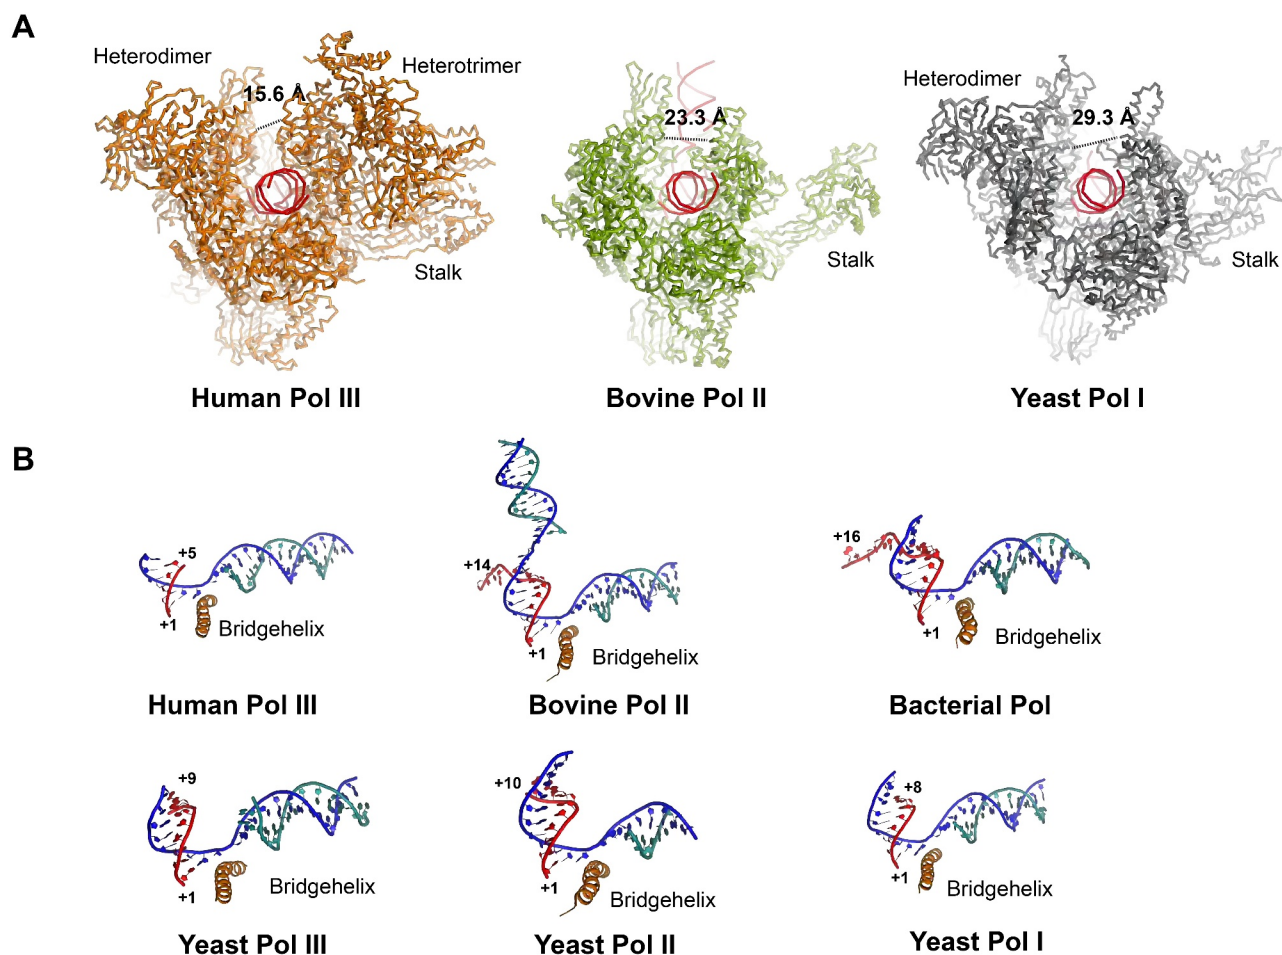 A
Heterodimer
15.6 Å
Heterotrimer
Stalk
Human Pol III
23.3 Å
Stalk
Bovine Pol II
Heterodimer
29.3 Å
Stalk
Yeast Pol I
B
+5
+1
Bridgehelix
Human Pol III
+14
+1
Bridgehelix
Bovine Pol II
+16
+1
Bridgehelix
Bacterial Pol
+9
+1
Bridgehelix
Yeast Pol III
+10
+1
Bridgehelix
Yeast Pol II
+8
+1
Bridgehelix
Yeast Pol I